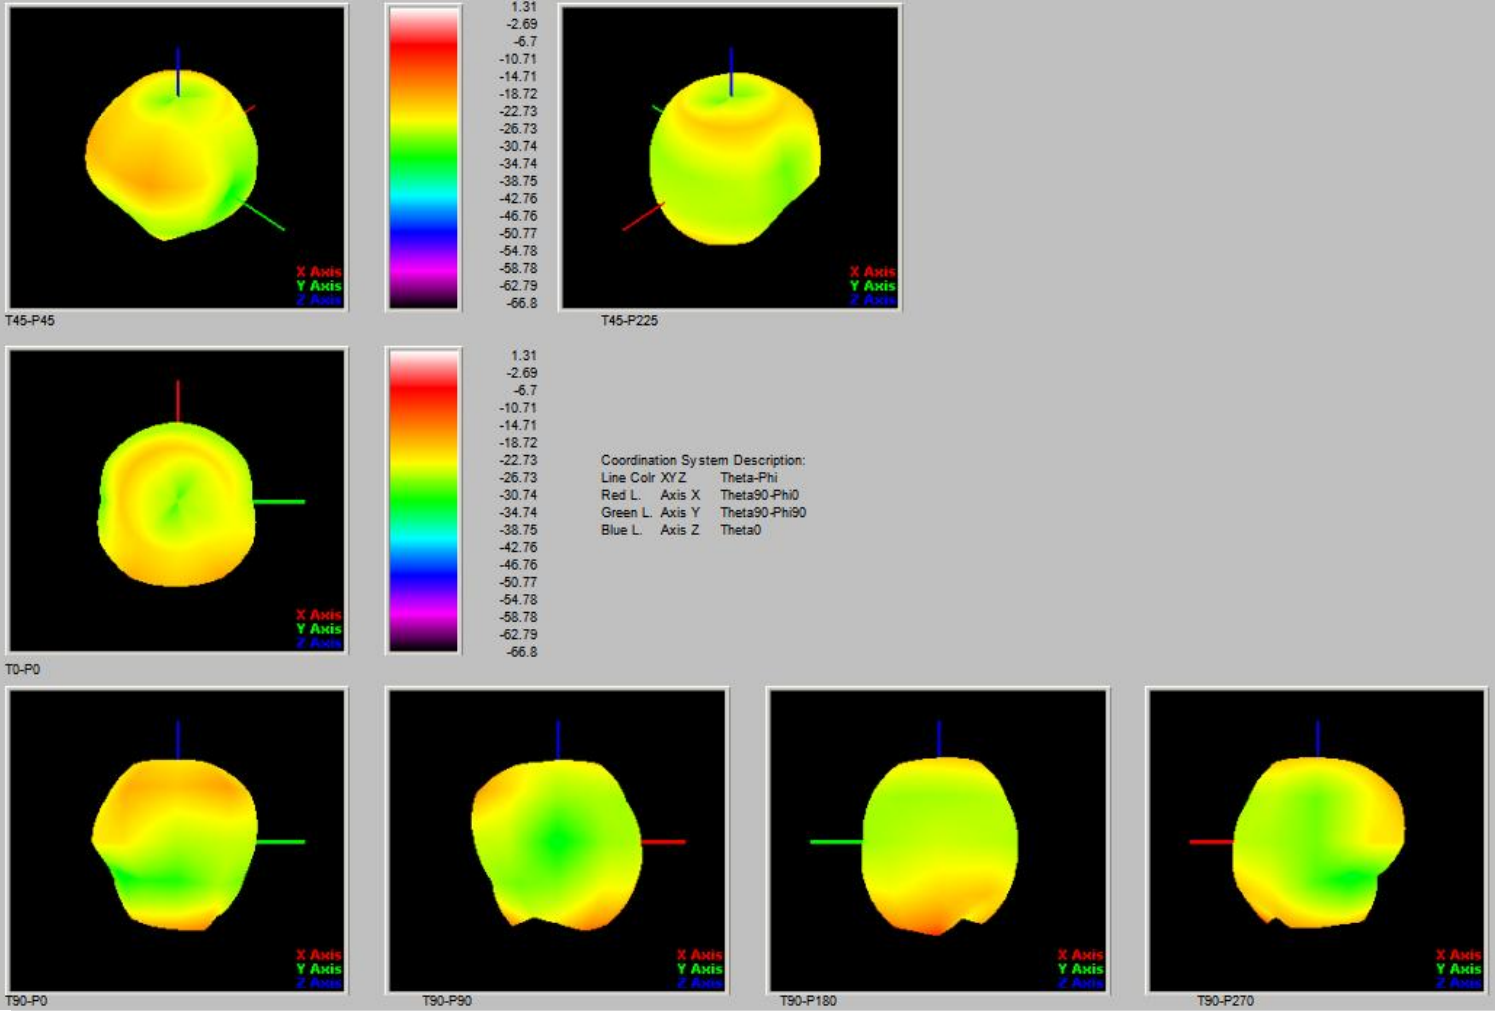 1.31
-2.69
-6.7
-10.71
-14.71
-18.72
-22.73
-26.73
-30.74
-34.74
-38.75
-42.76
-46.76
-50.77
-54.78
-58.78
-62.79
-66.8
X Axis
Y Axis
Z Axis
X Axis
Y Axis
Z Axis
T45-P45
T45-P225
1.31
-2.69
-6.7
-10.71
-14.71
-18.72
-22.73
-26.73
-30.74
-34.74
-38.75
-42.76
-46.76
-50.77
-54.78
-58.78
-62.79
-66.8
Coordination System Description:
Line Colr XYZ Theta-Phi
Red L. Axis X Theta90-Phi0
Green L. Axis Y Theta90-Phi90
Blue L. Axis Z Theta0
X Axis
Y Axis
Z Axis
T0-P0
X Axis
Y Axis
Z Axis
X Axis
Y Axis
Z Axis
X Axis
Y Axis
Z Axis
X Axis
Y Axis
Z Axis
T90-P0
T90-P90
T90-P180
T90-P270